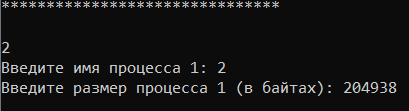 *******************************
2
Введите имя процесса 1: 2
Введите размер процесса 1 (в байтах): 204938